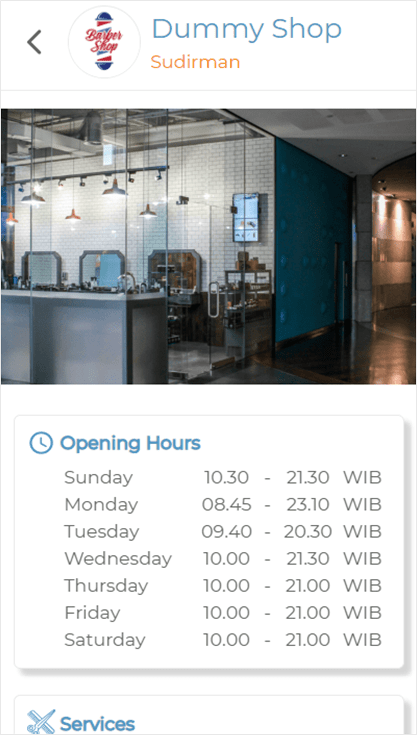 Dummy Shop
Barber
Shop
Sudirman
Opening Hours
Sunday 10.30 - 21.30 WIB
Monday 08.45 - 23.10 WIB
Tuesday 09.40 - 20.30 WIB
Wednesday 10.00 - 21.30 WIB
Thursday 10.00 - 21.00 WIB
Friday 10.00 - 21.00 WIB
Saturday 10.00 - 21.00 WIB
Services